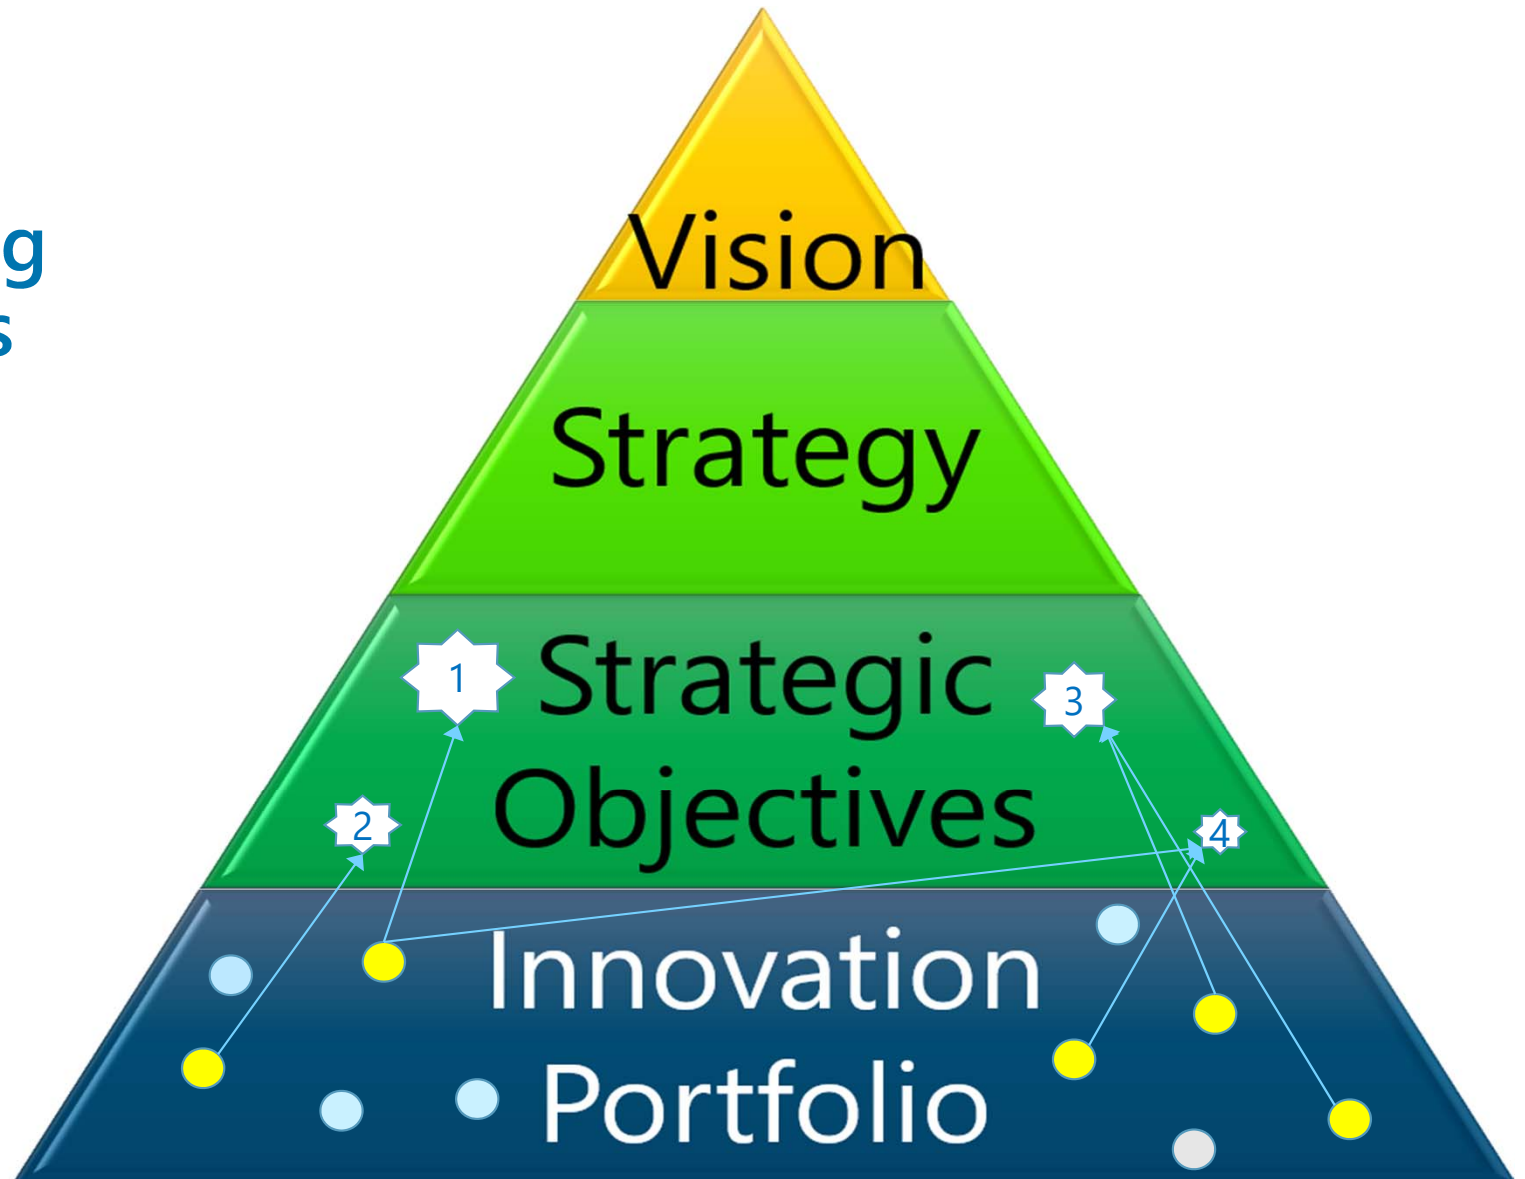 g
s
Vision
Strategy
1
Strategic
3
2
Objectives
4
Innovation
Portfolio